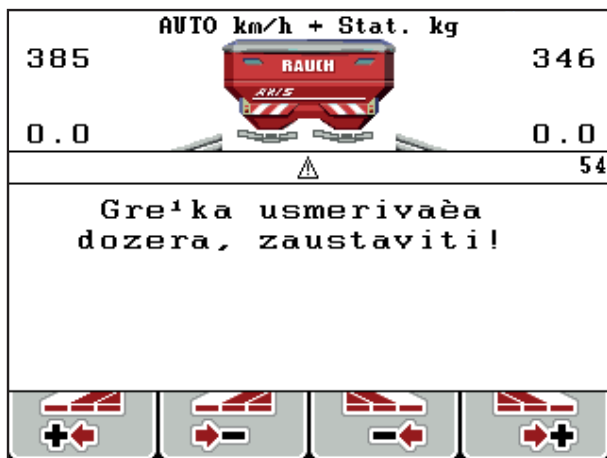 AUTO km/h + Stat. kg
385
346
RAUCH
AXIS
0.0
0.0
54
Gre¹ka usmerivaèa
dozera, zaustaviti!